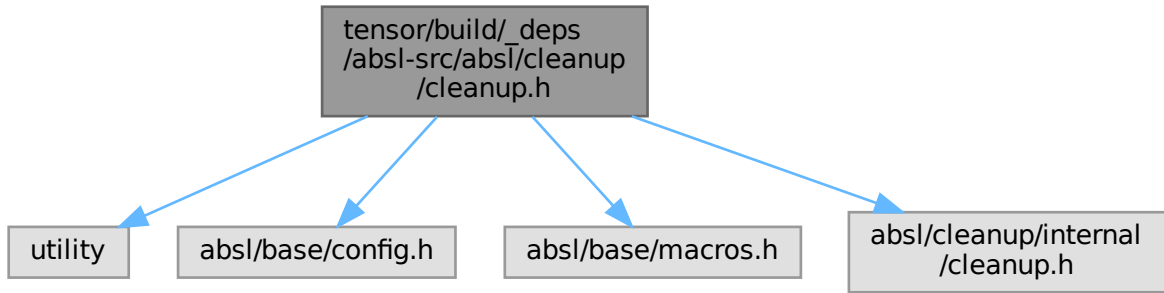 tensor/build/_deps
/absl-src/absl/cleanup
/cleanup.h
utility
absl/base/config.h
absl/base/macros.h
absl/cleanup/internal
/cleanup.h